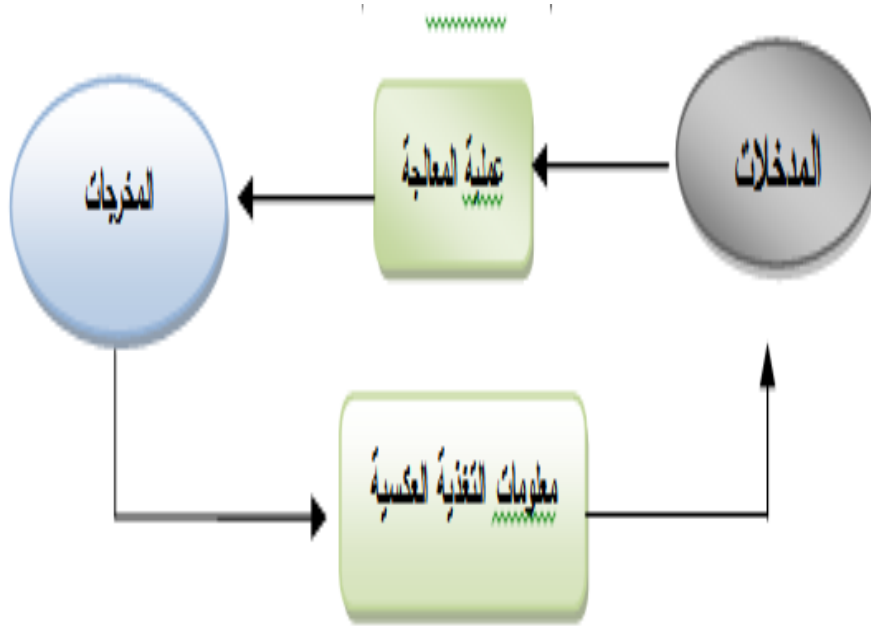 المدخلات
عملية المعالجة
المخرجات
معلومات التغذية العكسية